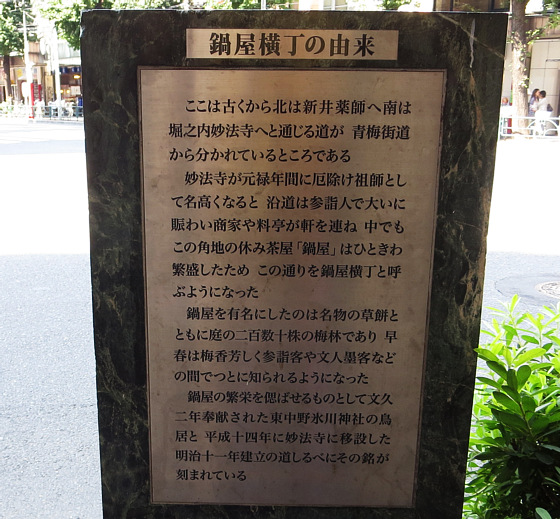 鍋屋横丁の由来
ここは古くから北は新井薬師へ南は
堀之内妙法寺へと通じる道が 青梅街道
から分かれているところである
妙法寺が元禄年間に厄除け祖師とし
て名高くなると 沿道は参詣人で大いに
賑わい商家や料亭が軒を連ね 中でも
この角地の休み茶屋「鍋屋」はひときわ
繁盛したため この通りを鍋屋横丁と呼
ぶようになった
鍋屋を有名にしたのは名物の草餅と
ともに庭の二百数十株の梅林であり 早
春は梅香芳しく参詣客や文人墨客など
の間でつとに知られるようになった
鍋屋の繁栄を偲ばせるものとして文久
二年奉献された東中野氷川神社の鳥
居と 平成十四年に妙法寺に移設した
明治十一年建立の道しるべにその銘が
刻まれている